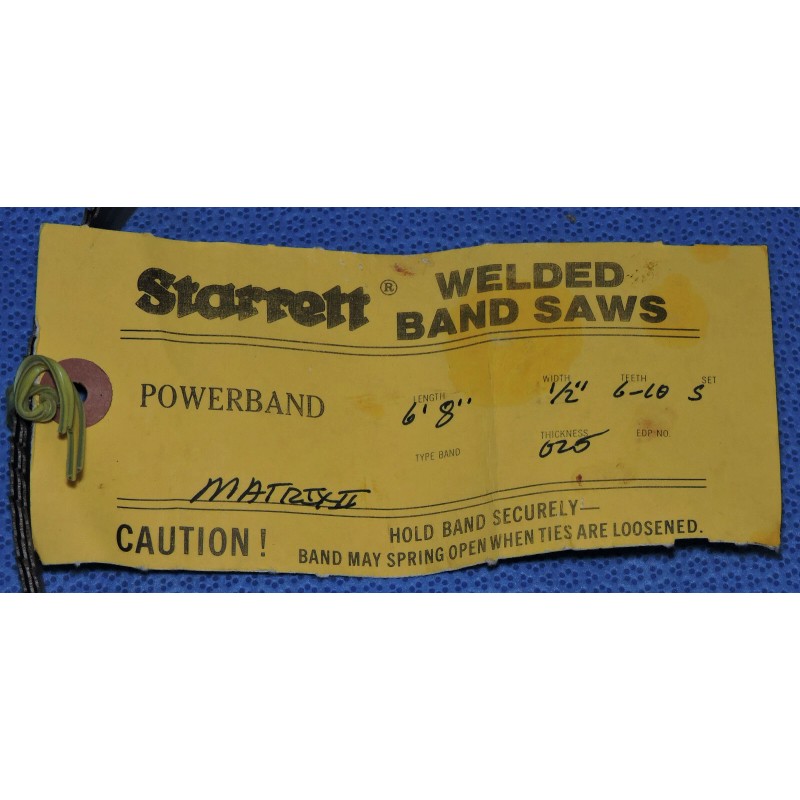 Starrett® WELDED
BAND SAWS
POWERBAND
LENGTH WIDTH TEETH SET
6' 8" 1/2" 6-10 S
TYPE BAND THICKNESS EDP NO.
025
MATRIX II
CAUTION! HOLD BAND SECURELY—
BAND MAY SPRING OPEN WHEN TIES ARE LOOSENED.